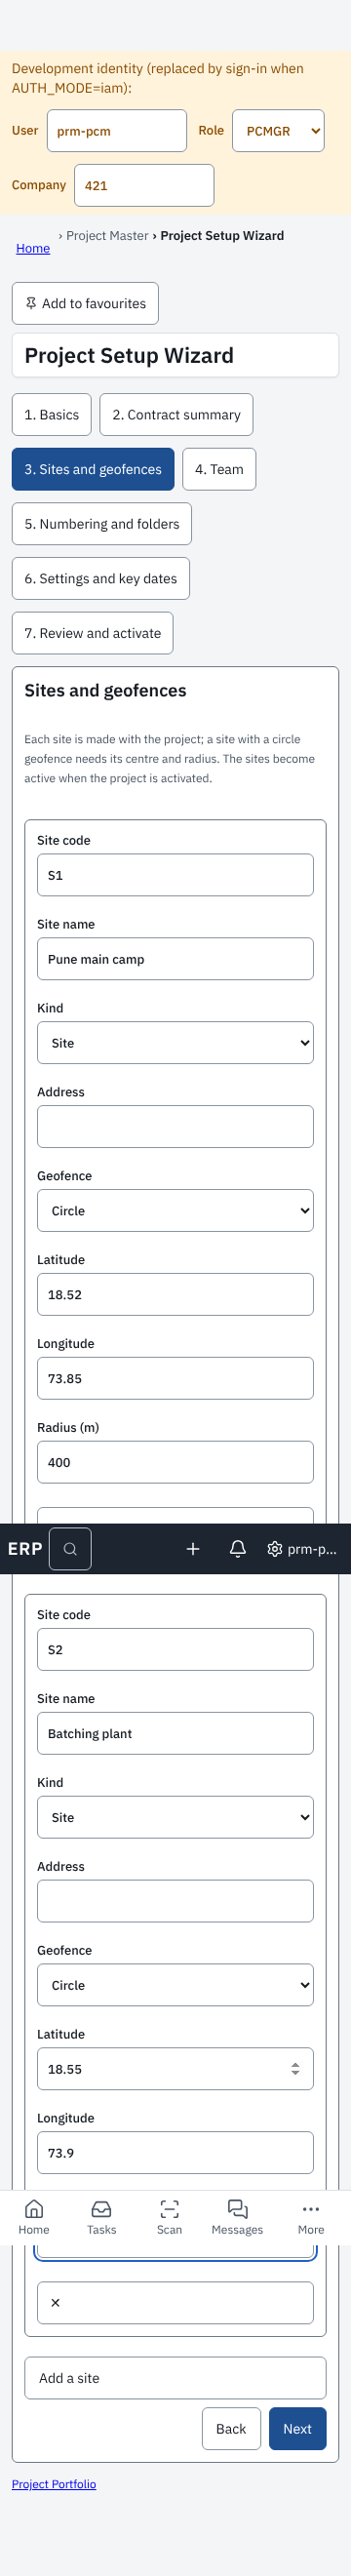 Development identity (replaced by sign-in when
AUTH_MODE=iam):
User prm-pcm Role PCMGR
Company 421
Home › Project Master › Project Setup Wizard
Add to favourites
Project Setup Wizard
1. Basics 2. Contract summary
3. Sites and geofences 4. Team
5. Numbering and folders
6. Settings and key dates
7. Review and activate
Sites and geofences
Each site is made with the project; a site with a circle
geofence needs its centre and radius. The sites become
active when the project is activated.
Site code
S1
Site name
Pune main camp
Kind
Site
Address
Geofence
Circle
Latitude
18.52
Longitude
73.85
Radius (m)
400
ERP prm-p...
Site code
S2
Site name
Batching plant
Kind
Site
Address
Geofence
Circle
Latitude
18.55
Longitude
73.9
Home Tasks Scan Messages More
×
Add a site
Back Next
Project Portfolio